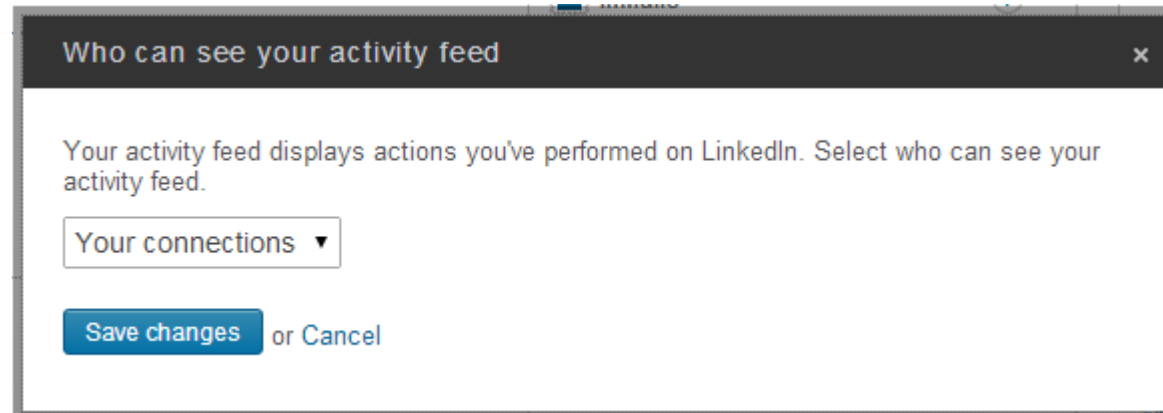 Who can see your activity feed ×
Your activity feed displays actions you've performed on LinkedIn. Select who can see your
activity feed.
Your connections ▼
Save changes or Cancel